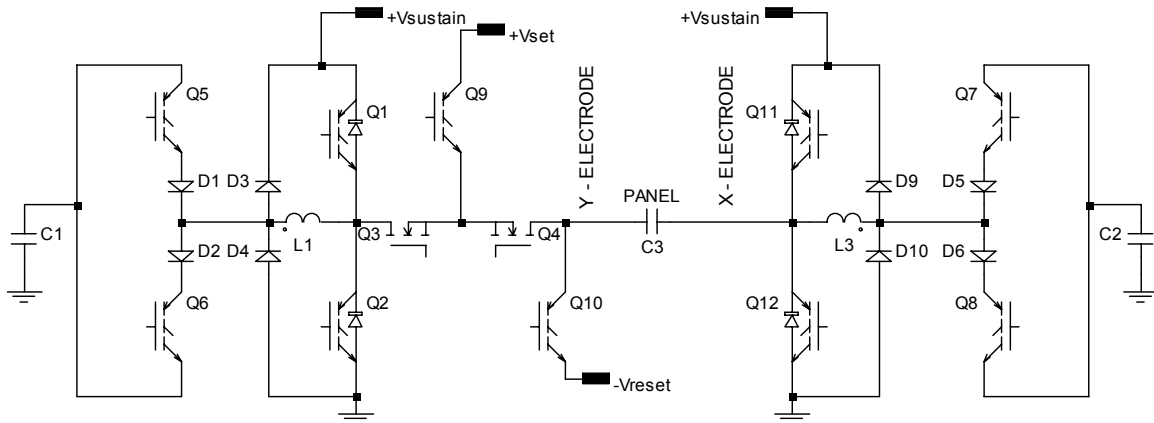 +Vsustain
+Vset
+Vsustain
Q5
Q1
Q9
Y - ELECTRODE
X - ELECTRODE
Q11
Q7
D1
D3
PANEL
D9
D5
C1
L1
Q3
Q4
C3
L3
C2
D2
D4
D10
D6
Q6
Q2
Q10
Q12
Q8
-Vreset